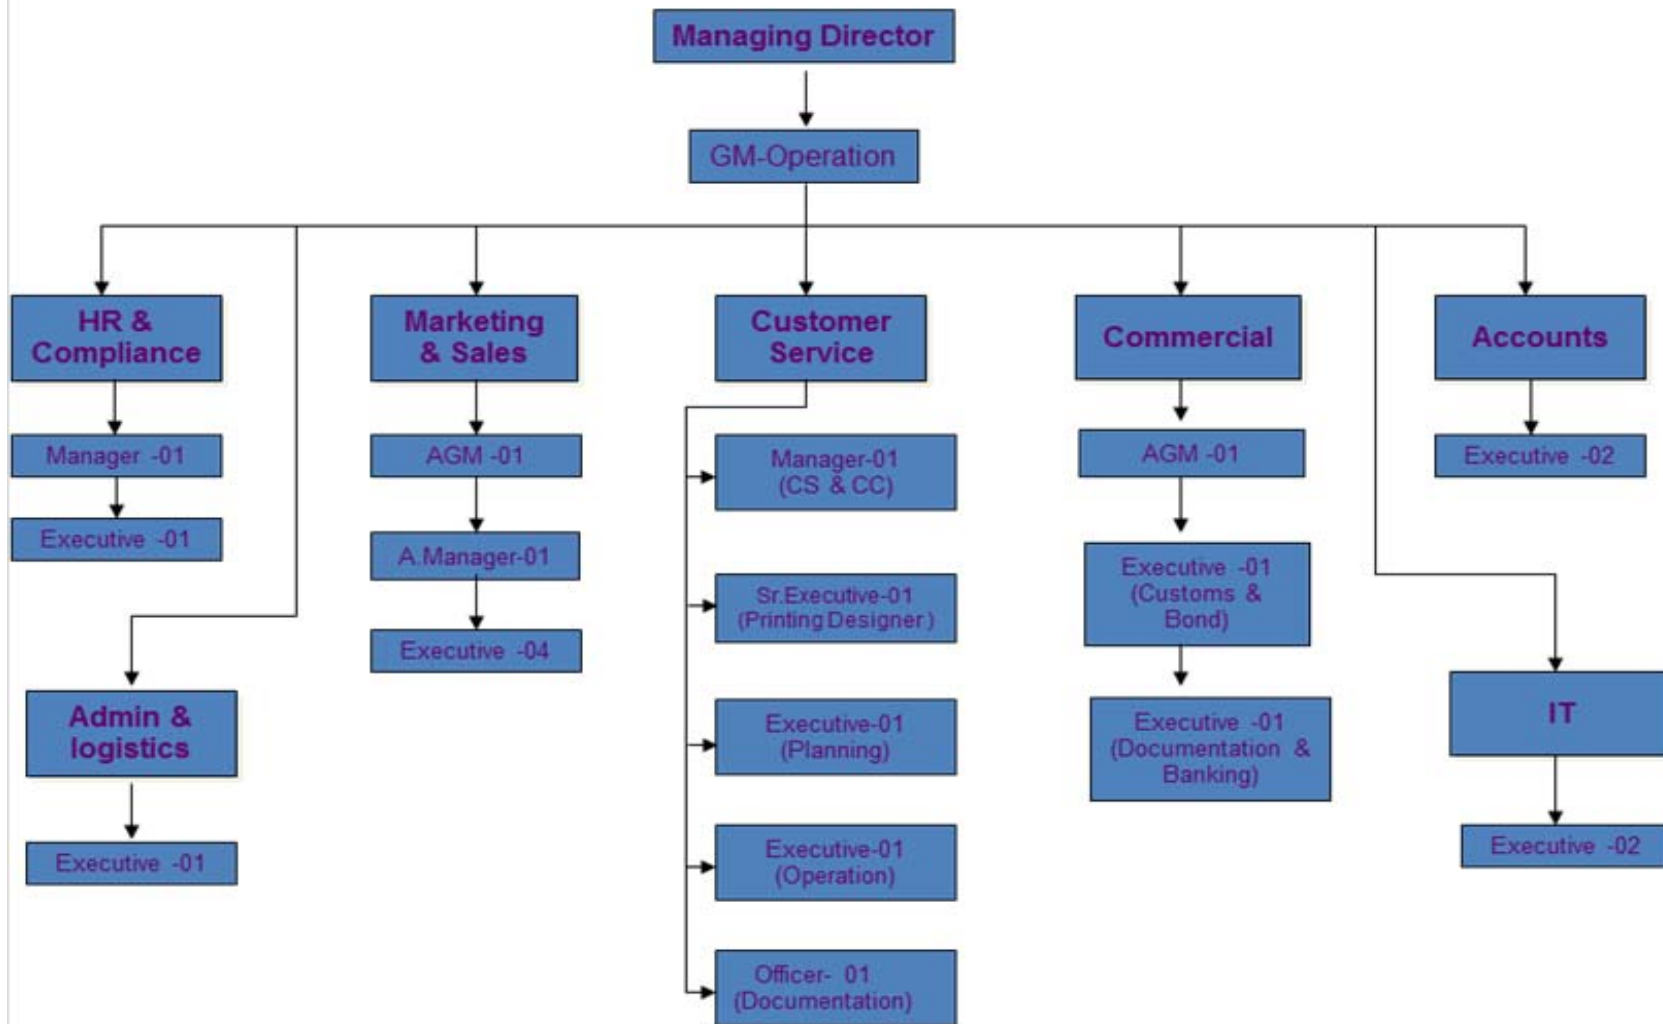 Managing Director
GM-Operation
HR &
Compliance
Manager -01
Executive -01
Admin &
logistics
Executive -01
Marketing
& Sales
AGM -01
A.Manager-01
Executive -04
Customer
Service
Manager-01
(CS & CC)
Sr.Executive-01
(Printing Designer)
Executive-01
(Planning)
Executive-01
(Operation)
Officer- 01
(Documentation)
Commercial
AGM -01
Executive -01
(Customs &
Bond)
Executive -01
(Documentation &
Banking)
Accounts
Executive -02
IT
Executive -02